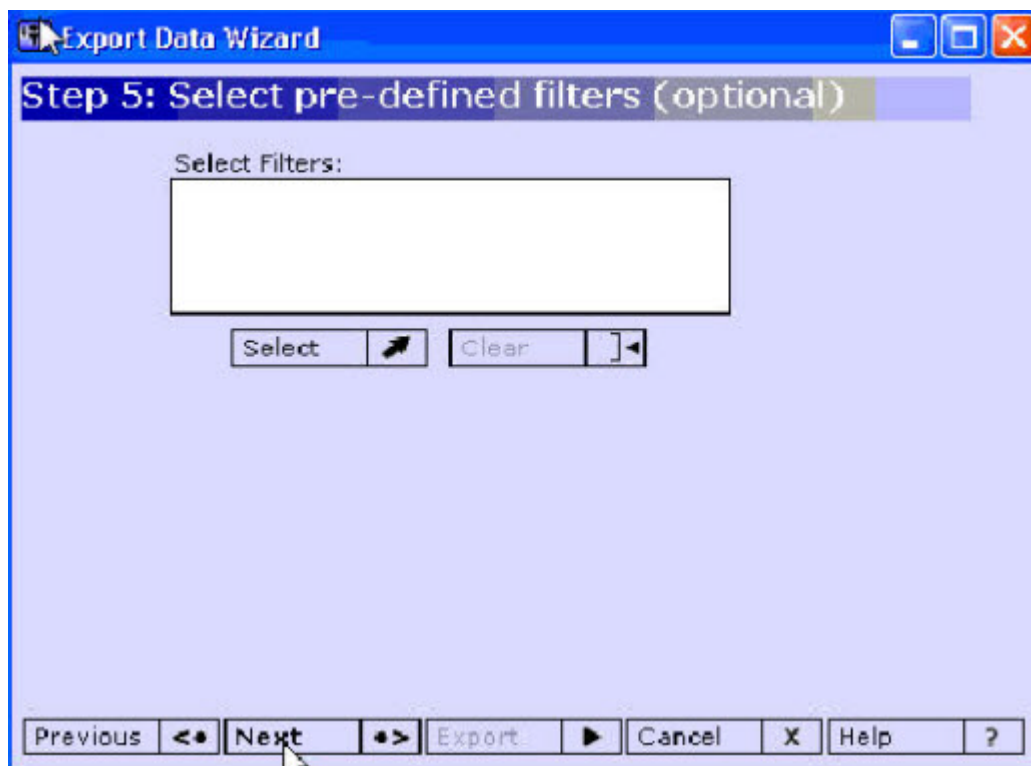 Export Data Wizard
Step 5: Select pre-defined filters (optional)
Select Filters:
Select Clear
Previous <• Next •> Export Cancel X Help ?